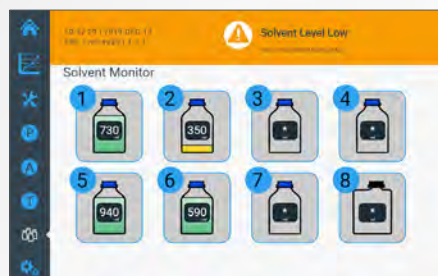 Solvent Level Low
Solvent Monitor
1 2 3 4
730 350 * *
5 6 7 8
940 590 * *
P
A
T